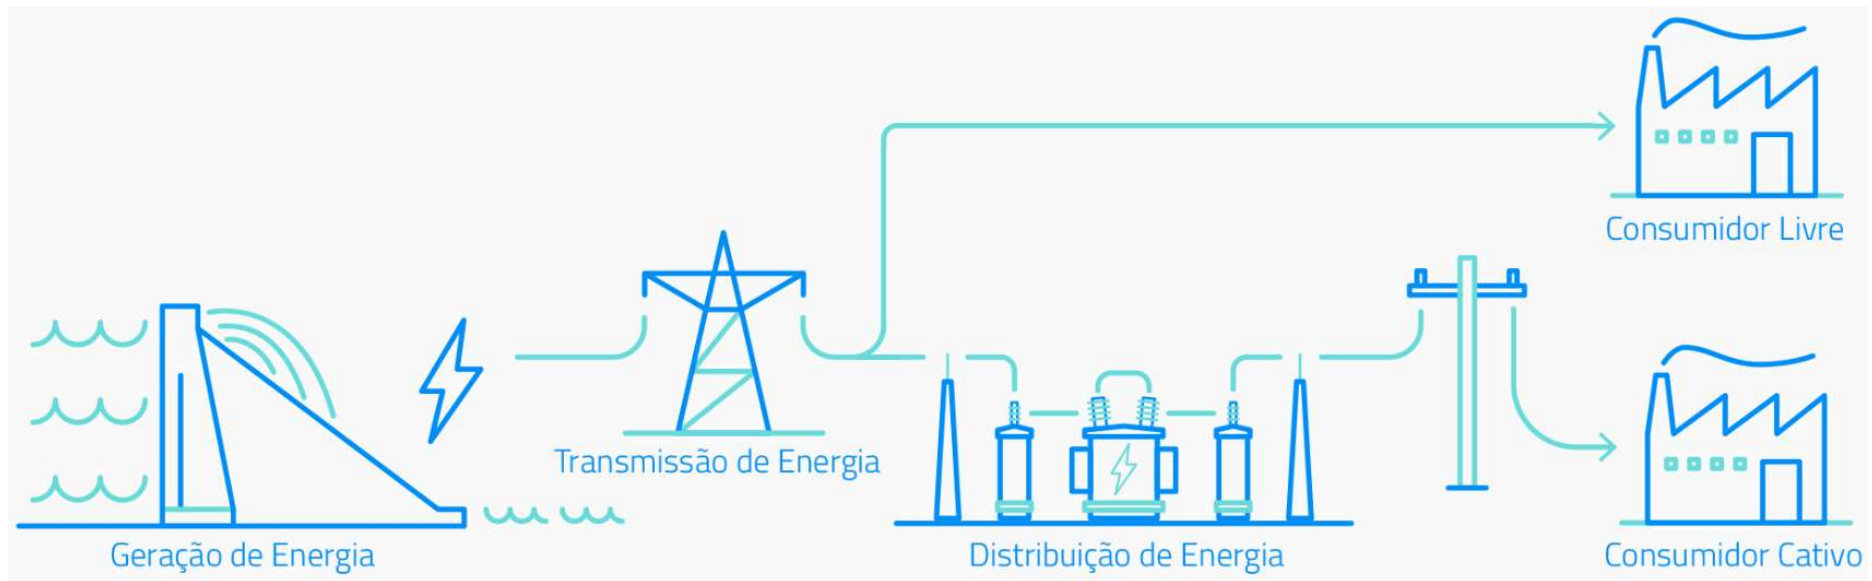 Consumidor Livre
Transmissão de Energia
Geração de Energia
Distribuição de Energia
Consumidor Cativo